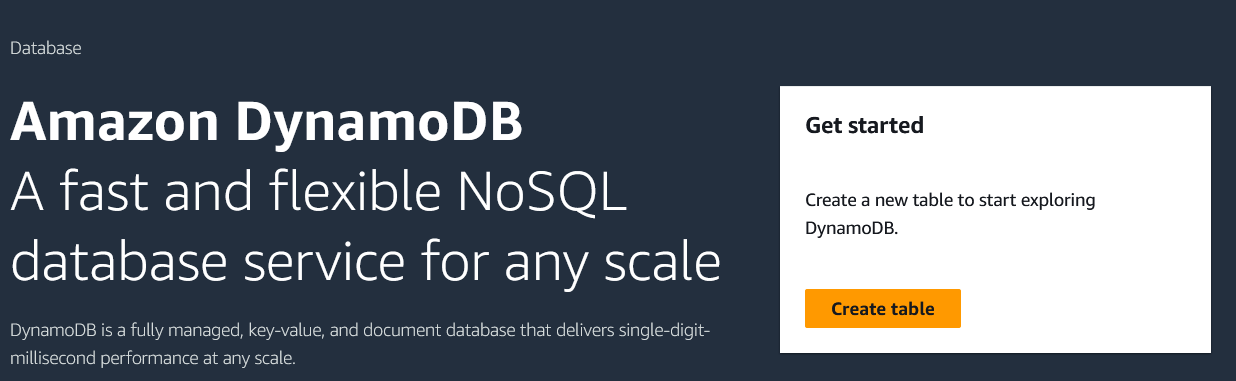 Database
Amazon DynamoDB
A fast and flexible NoSQL
database service for any scale
DynamoDB is a fully managed, key-value, and document database that delivers single-digit-
millisecond performance at any scale.
Get started
Create a new table to start exploring
DynamoDB.
Create table